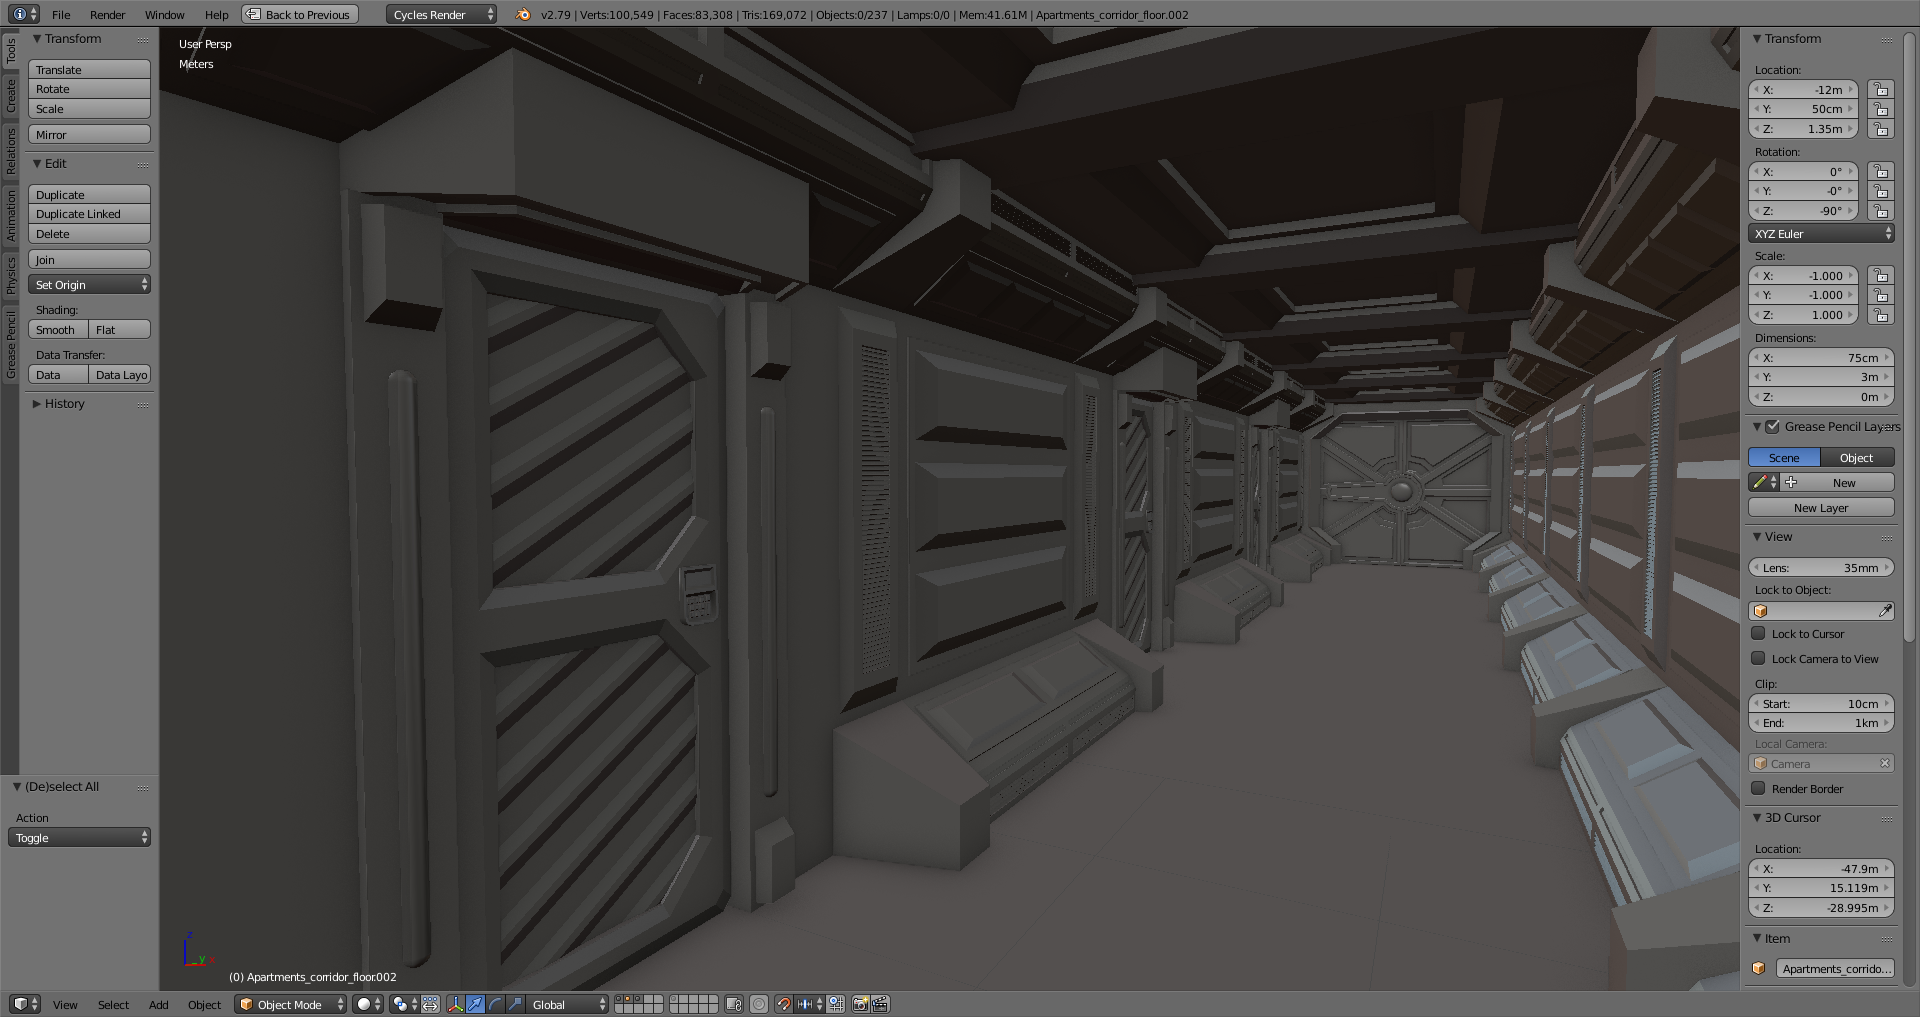 File Render Window Help Back to Previous Cycles Render v2.79 | Verts:100,549 | Faces:83,308 | Tris:169,072 | Objects:0/237 | Lamps:0/0 | Mem:41.61M | Apartments_corridor_floor.002
Tools
Create
Relations
Animation
Physics
Grease Pencil
Transform
Translate
Rotate
Scale
Mirror
Edit
Duplicate
Duplicate Linked
Delete
Join
Set Origin
Shading:
Smooth Flat
Data Transfer:
Data Data Layo
History
(De)select All
Action
Toggle
User Persp
Meters
z
y
x
(0) Apartments_corridor_floor.002
Transform
Location:
X: -12m
Y: 50cm
Z: 1.35m
Rotation:
X: 0°
Y: -0°
Z: -90°
XYZ Euler
Scale:
X: -1.000
Y: -1.000
Z: 1.000
Dimensions:
X: 75cm
Y: 3m
Z: 0m
Grease Pencil Layers
Scene Object
New
New Layer
View
Lens: 35mm
Lock to Object:
Lock to Cursor
Lock Camera to View
Clip:
Start: 10cm
End: 1km
Local Camera:
Camera
Render Border
3D Cursor
Location:
X: -47.9m
Y: 15.119m
Z: -28.995m
Item
Apartments_corrido...
View Select Add Object Object Mode Global